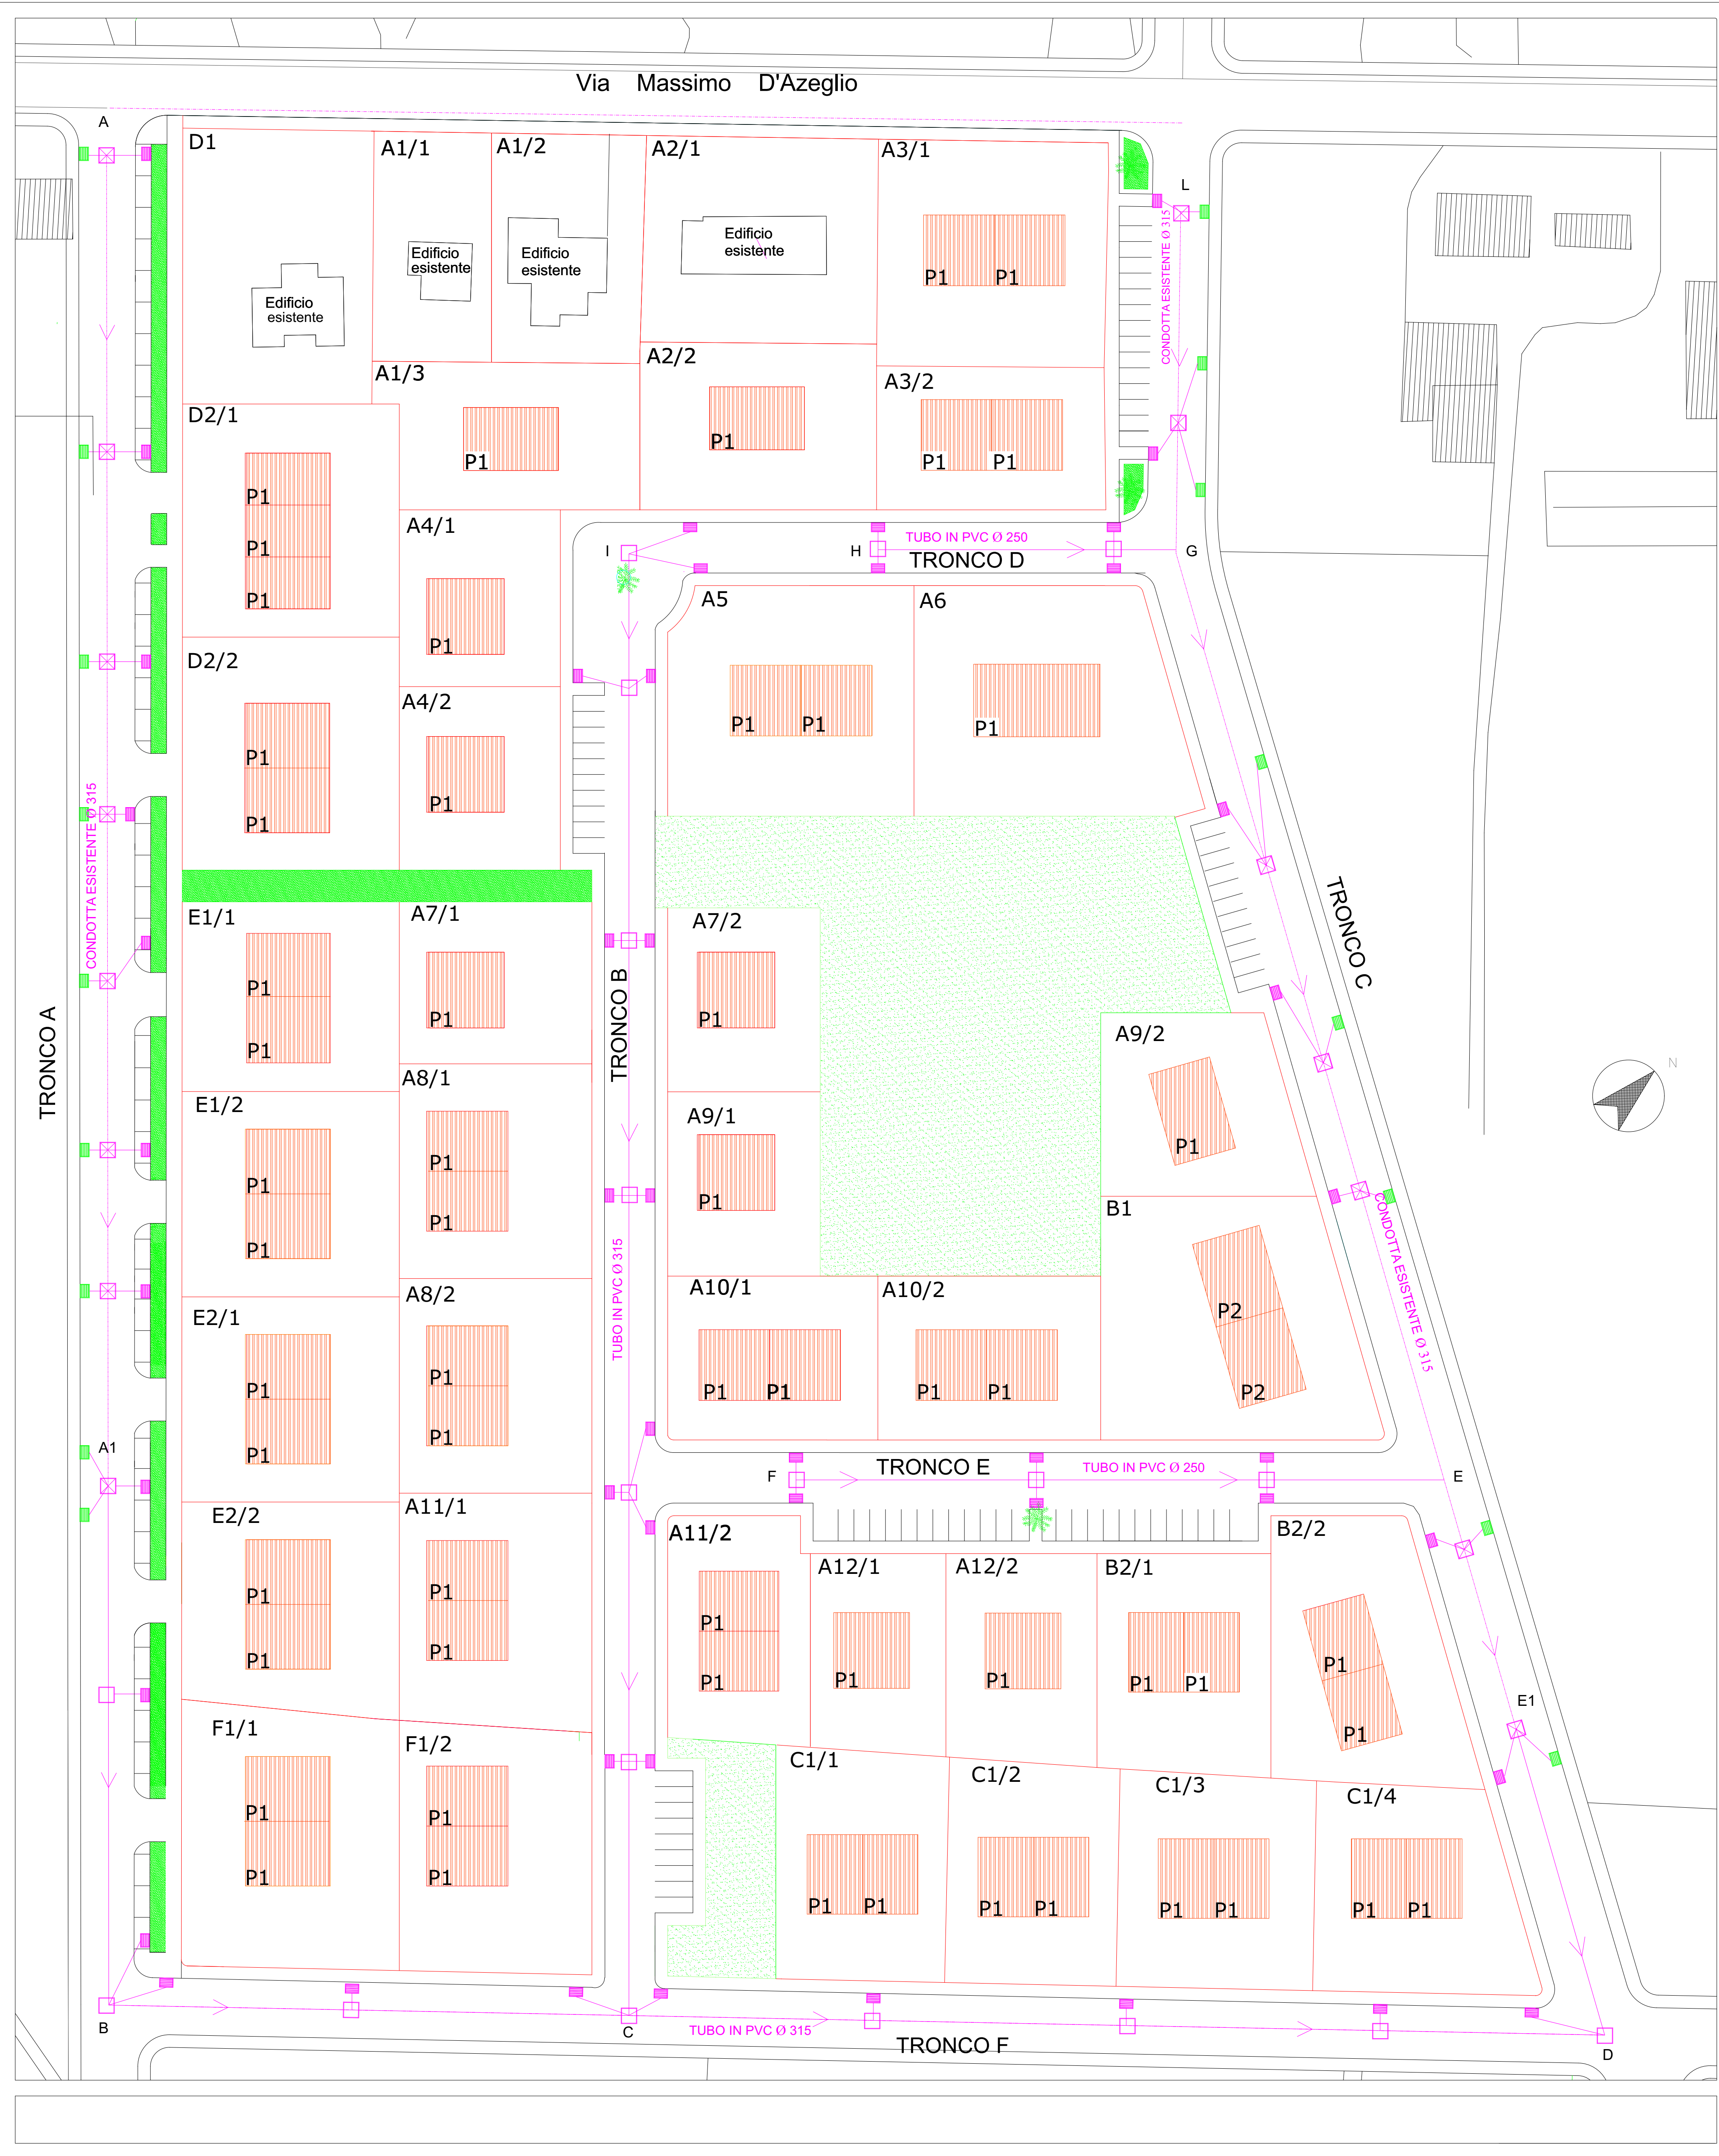 Via Massimo D'Azeglio
A
D1
A1/1
A1/2
A2/1
A3/1
L
CONDOTTA ESISTENTE Ø 315
Edificio
esistente
Edificio
esistente
Edificio
esistente
Edificio
esistente
P1
P1
A1/3
A2/2
A3/2
D2/1
P1
P1
P1
P1
P1
P1
P1
A4/1
I
H
TUBO IN PVC Ø 250
TRONCO D
G
P1
A5
A6
D2/2
A4/2
P1
P1
P1
P1
P1
P1
CONDOTTA ESISTENTE Ø 315
TRONCO A
E1/1
A7/1
A7/2
TRONCO B
TRONCO C
P1
P1
P1
P1
A9/2
N
E1/2
A8/1
A9/1
P1
P1
P1
P1
P1
P1
B1
TUBO IN PVC Ø 315
CONDOTTA ESISTENTE Ø 315
E2/1
A8/2
A10/1
A10/2
P2
P2
P1
P1
P1
P1
P1
P1
P1
P1
A1
F
TRONCO E
TUBO IN PVC Ø 250
E
E2/2
A11/1
A11/2
A12/1
A12/2
B2/1
B2/2
P1
P1
P1
P1
P1
P1
P1
P1
P1
P1
P1
P1
E1
F1/1
F1/2
C1/1
C1/2
C1/3
C1/4
P1
P1
P1
P1
P1
P1
P1
P1
P1
P1
P1
P1
B
C
TUBO IN PVC Ø 315
TRONCO F
D